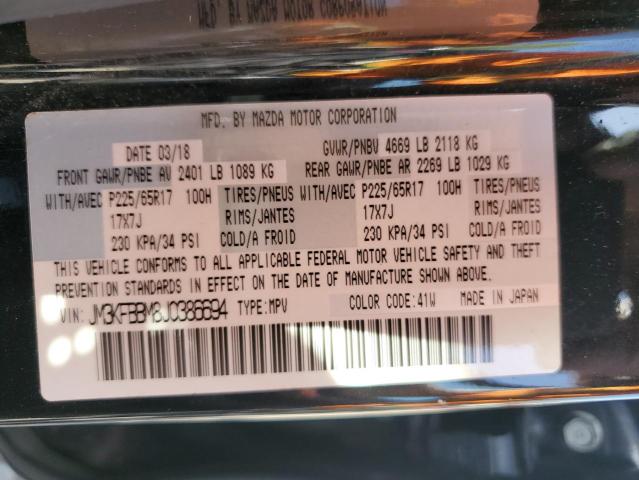 MFD. BY MAZDA MOTOR CORPORATION
DATE 03/18 GVWR/PNBV 4669 LB 2118 KG
FRONT GAWR/PNBE AV 2401 LB 1089 KG REAR GAWR/PNBE AR 2269 LB 1029 KG
WITH/AVEC P225/65R17 100H TIRES/PNEUS WITH/AVEC P225/65R17 100H TIRES/PNEUS
17X7J RIMS/JANTES 17X7J RIMS/JANTES
230 KPA/34 PSI COLD/A FROID 230 KPA/34 PSI COLD/A FROID
THIS VEHICLE CONFORMS TO ALL APPLICABLE FEDERAL MOTOR VEHICLE SAFETY AND THEFT
PREVENTION STANDARDS IN EFFECT ON THE DATE OF MANUFACTURE SHOWN ABOVE.
VIN: JM3KFBBM8J0386694 TYPE:MPV COLOR CODE:41W MADE IN JAPAN